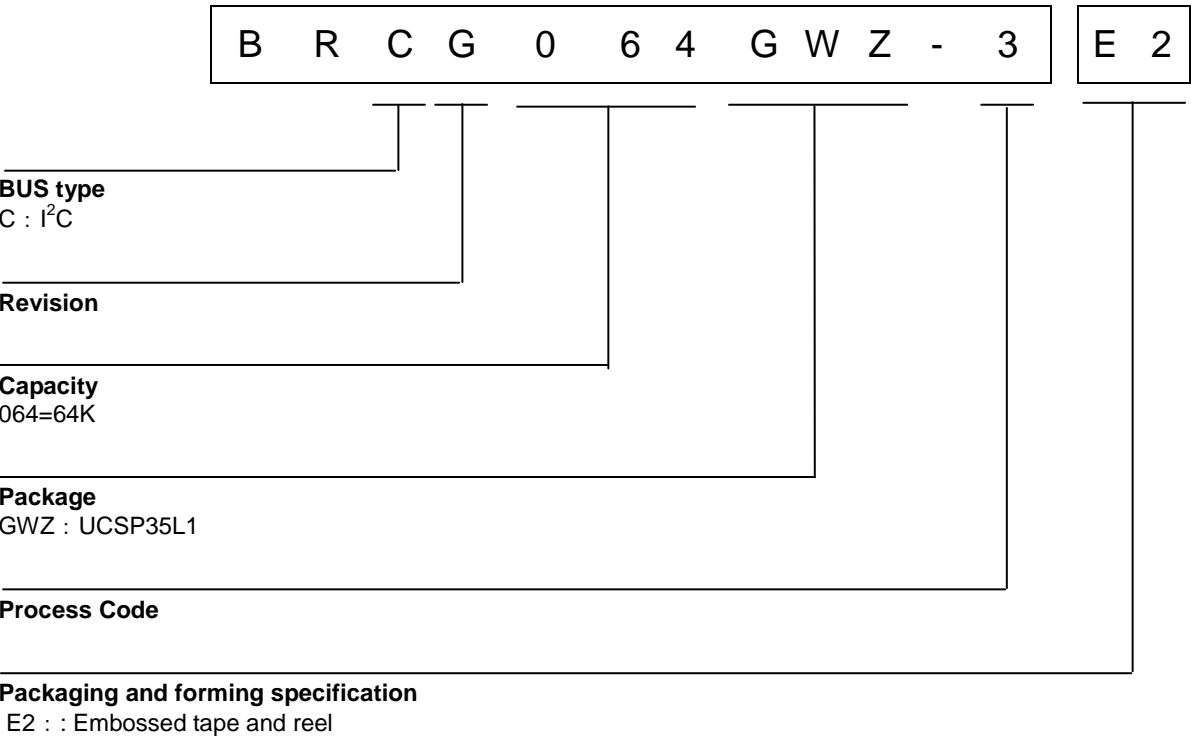 B R C G 0 6 4 G W Z - 3 E 2
BUS type
C : I²C
Revision
Capacity
064=64K
Package
GWZ : UCSP35L1
Process Code
Packaging and forming specification
E2 : : Embossed tape and reel